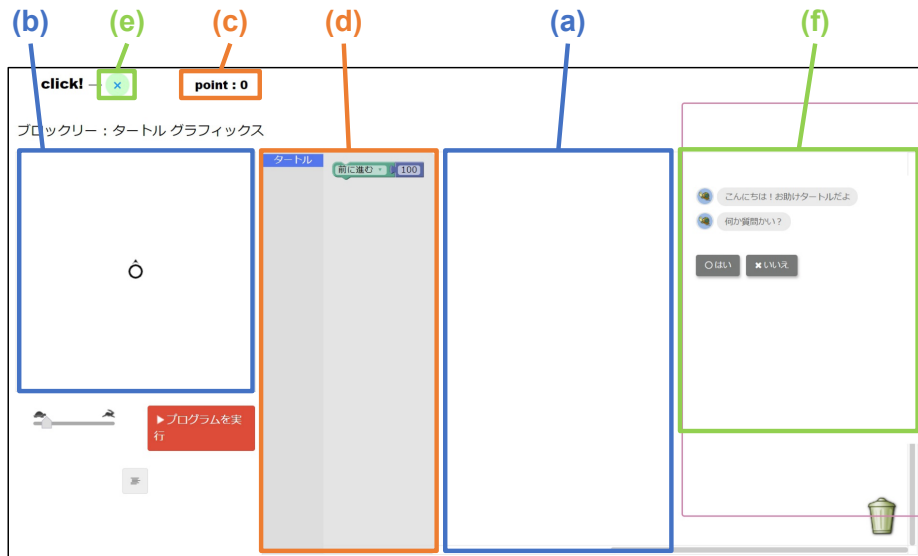 (b) (e) (c) (d) (a) (f)
click! × point : 0
ブロックリー : タートル グラフィックス
タートル
前に進む 100
こんにちは！お助けタートルだよ
何か質問かい？
はい ✖いいえ
▶プログラムを実
行